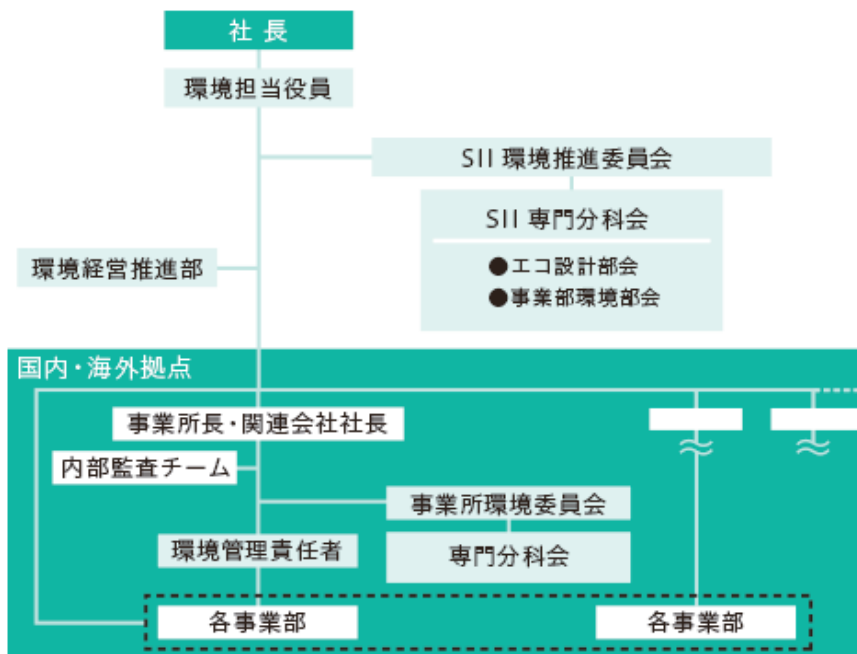 社長
環境担当役員
SII 環境推進委員会
SII 専門分科会
●エコ設計部会
●事業部環境部会
環境経営推進部
国内・海外拠点
事業所長・関連会社社長
内部監査チーム
事業所環境委員会
環境管理責任者
専門分科会
各事業部
各事業部